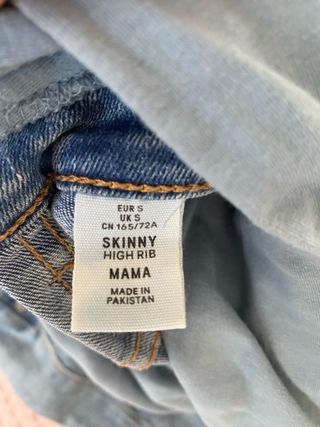 EUR S
UK S
CN 165/72A
SKINNY
HIGH RIB
MAMA
MADE IN
PAKISTAN